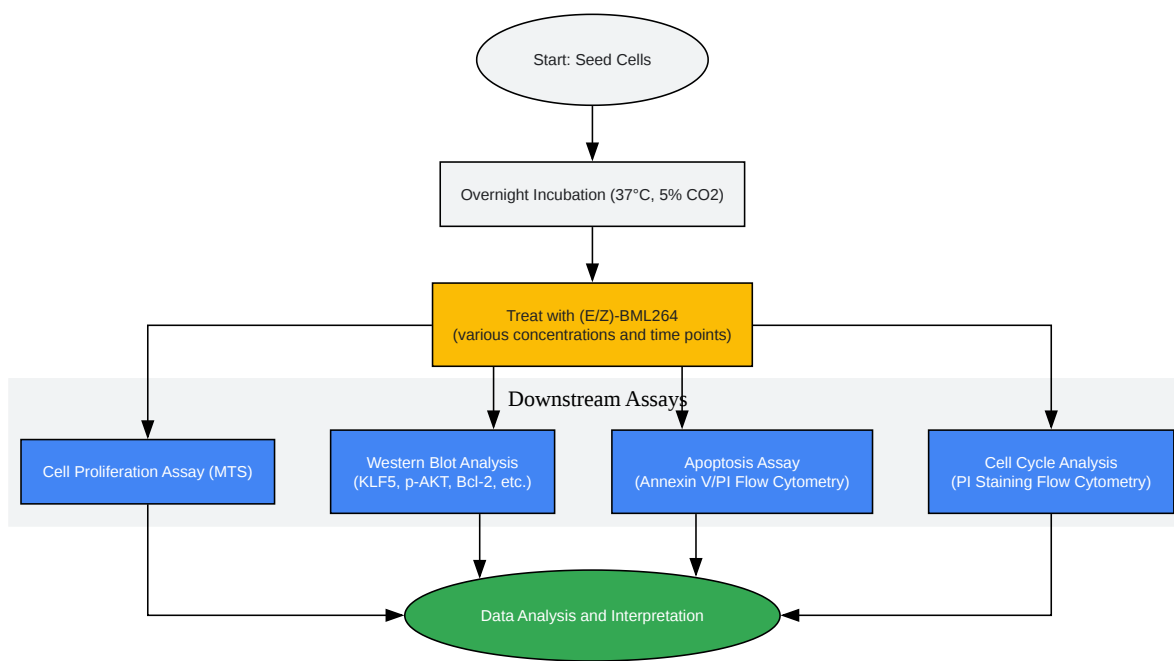 Start: Seed Cells
Overnight Incubation (37°C, 5% CO2)
Treat with (E/Z)-BML264
(various concentrations and time points)
Downstream Assays
Cell Proliferation Assay (MTS)
Western Blot Analysis
(KLF5, p-AKT, Bcl-2, etc.)
Apoptosis Assay
(Annexin V/PI Flow Cytometry)
Cell Cycle Analysis
(PI Staining Flow Cytometry)
Data Analysis and Interpretation